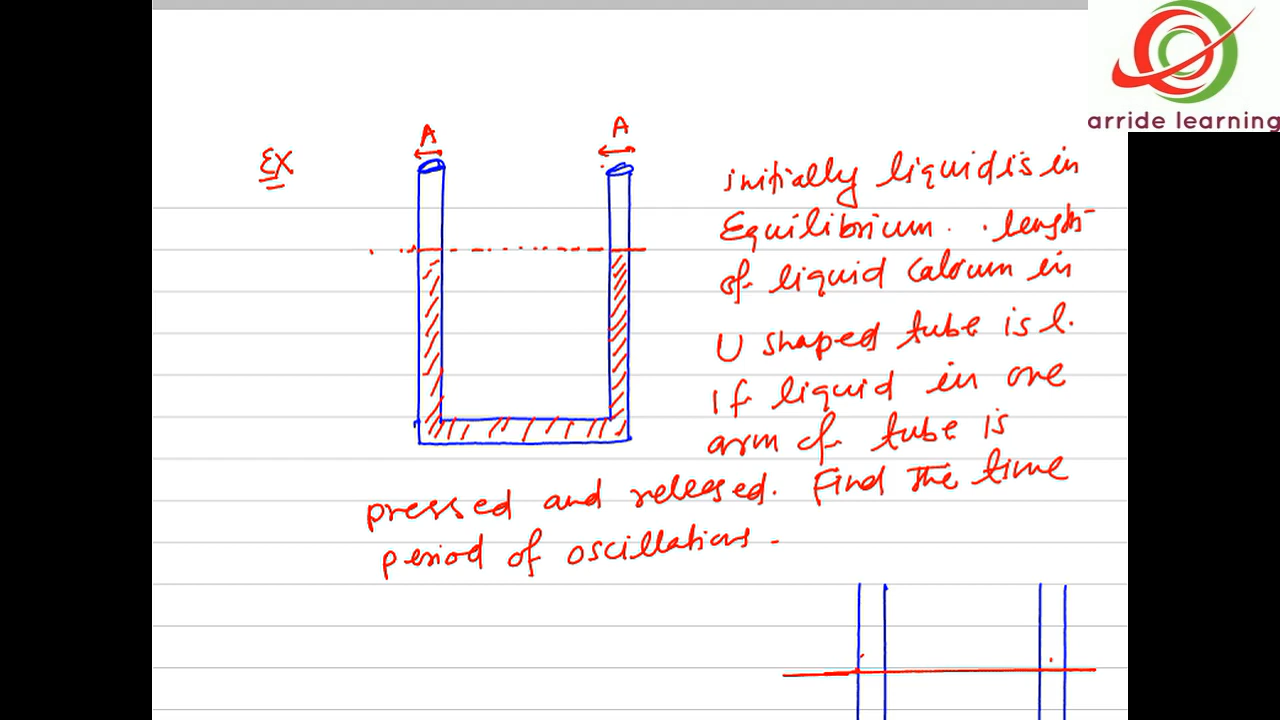 arride learning
A
A
EX
initially liquid is in
Equilibrium. . length
of liquid Caloum in
U shaped tube is l.
If liquid in one
arm of tube is
pressed and released. Find the time
period of oscillations.